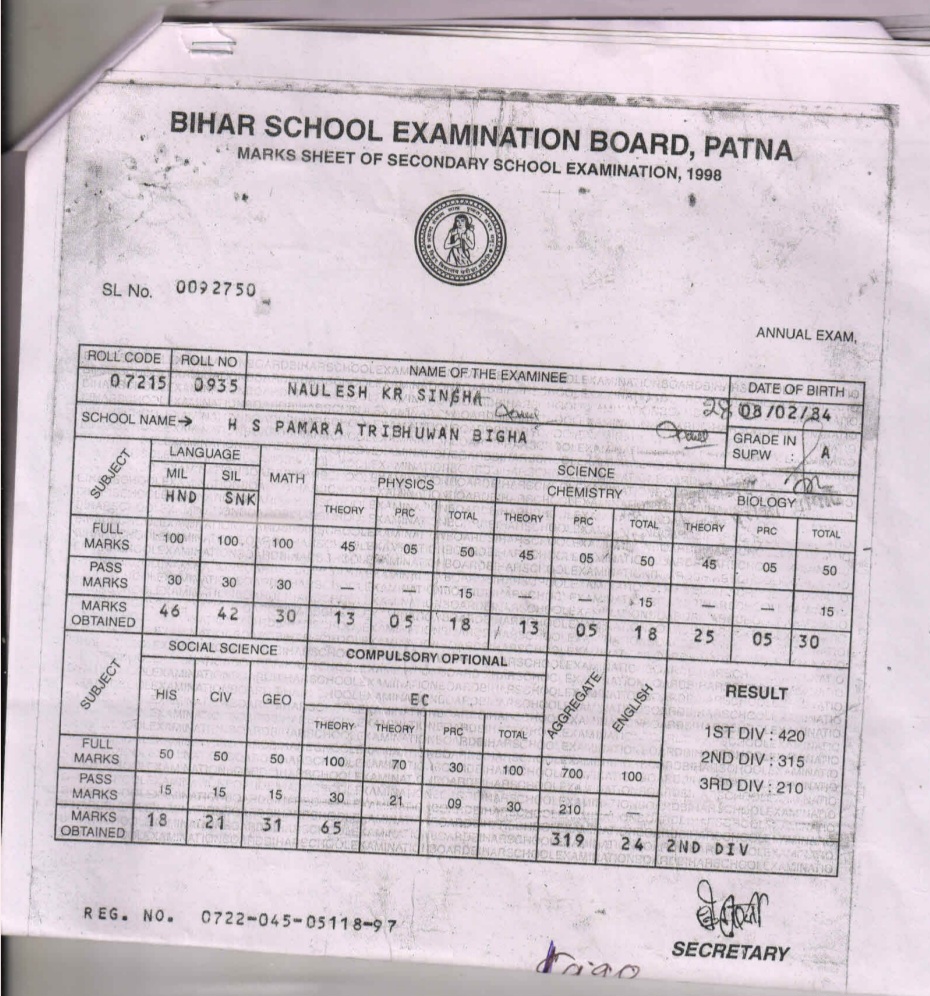 BIHAR SCHOOL EXAMINATION BOARD, PATNA
MARKS SHEET OF SECONDARY SCHOOL EXAMINATION, 1998
SL No. 0092750
ANNUAL EXAM,
ROLL CODE ROLL NO NAME OF THE EXAMINEE DATE OF BIRTH
07215 0935 NAULESH KR SINGHA 28 08/02/84
SCHOOL NAME→ H S PAMARA TRIBHUWAN BIGHA GRADE IN SUPW A
SUBJECT LANGUAGE MATH SCIENCE
MIL SIL PHYSICS CHEMISTRY BIOLOGY
HND SNK
THEORY PRC TOTAL THEORY PRC TOTAL THEORY PRC TOTAL
FULL MARKS 100 100 100 45 05 50 45 05 50 45 05 50
PASS MARKS 30 30 30 — — 15 — — 15 — — 15
MARKS OBTAINED 46 42 30 13 05 18 13 05 18 25 05 30
SUBJECT SOCIAL SCIENCE COMPULSORY OPTIONAL AGGREGATE ENGLISH RESULT
HIS CIV GEO EC
THEORY THEORY PRC TOTAL
1ST DIV : 420
2ND DIV : 315
3RD DIV : 210
FULL MARKS 50 50 50 100 70 30 100 700 100
PASS MARKS 15 15 15 30 21 09 30 210 —
MARKS OBTAINED 18 21 31 65 319 24 2ND DIV
REG. NO. 0722-045-05118-97
SECRETARY